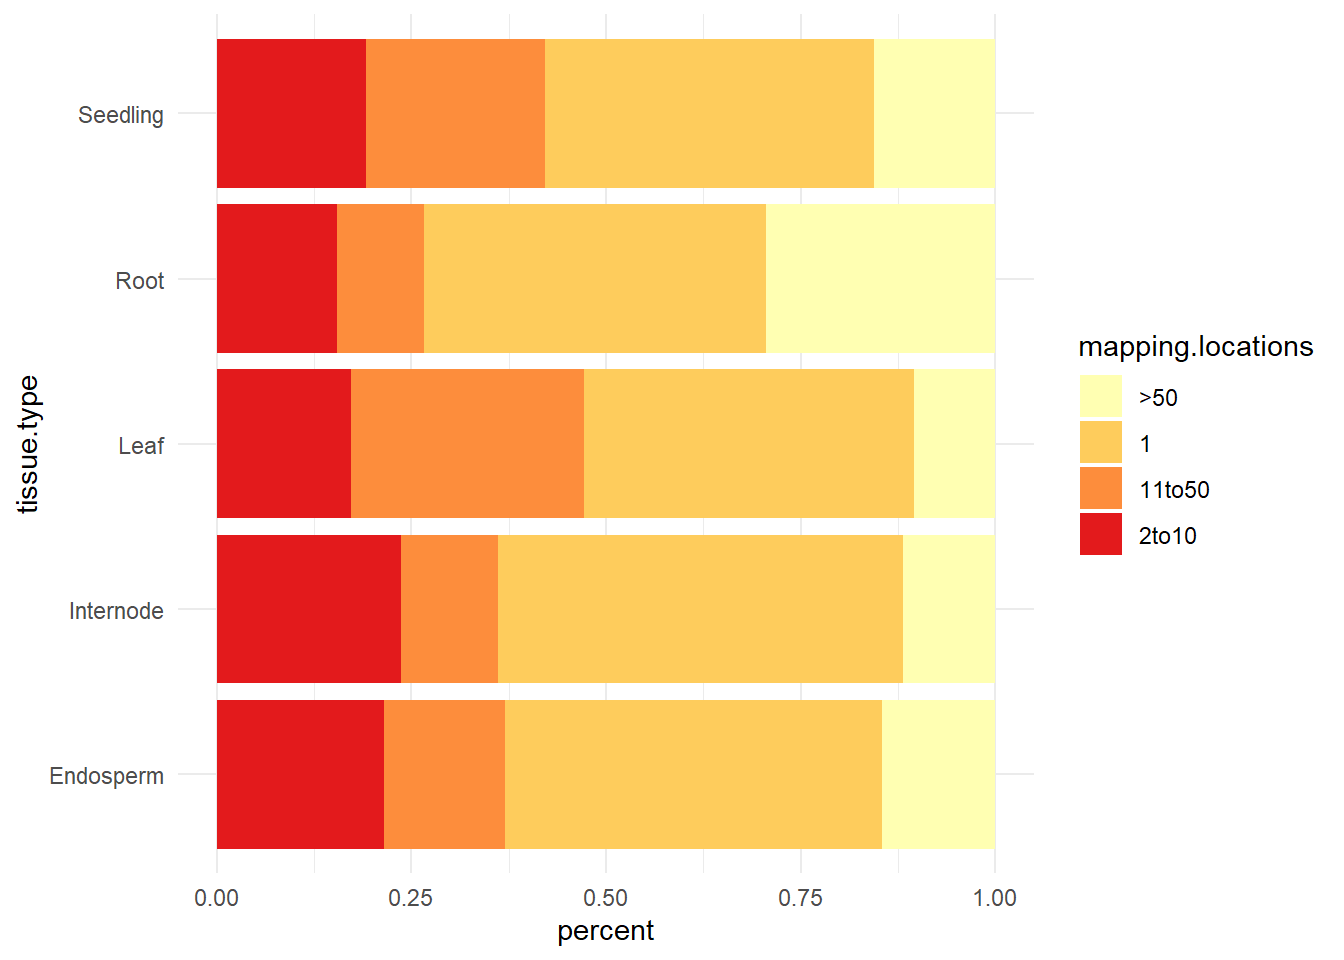 Seedling
Root
Leaf
Internode
Endosperm
tissue.type
0.00 0.25 0.50 0.75 1.00
percent
mapping.locations
>50
1
11to50
2to10